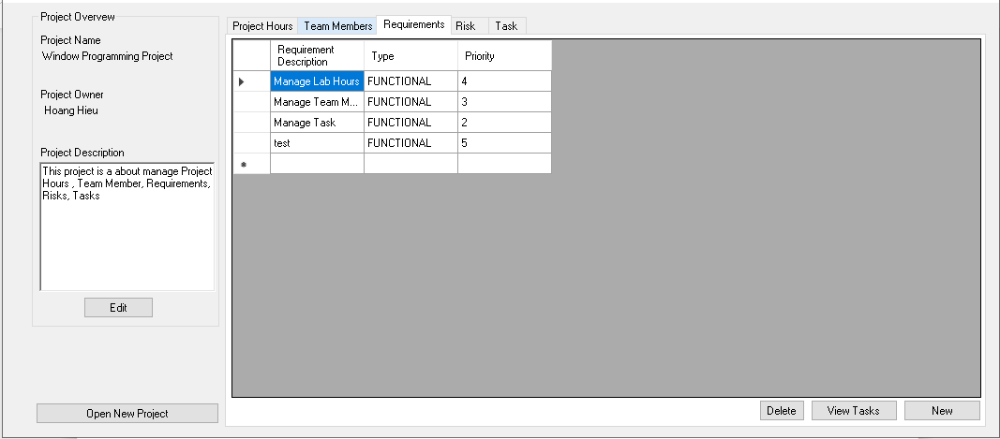 Project Overvew
Project Name
Window Programming Project
Project Owner
Hoang Hieu
Project Description
This project is a about manage Project
Hours , Team Member, Requirements,
Risks, Tasks
Edit
Open New Project
Project Hours Team Members Requirements Risk Task
Requirement
Description Type Priority
Manage Lab Hours FUNCTIONAL 4
Manage Team M... FUNCTIONAL 3
Manage Task FUNCTIONAL 2
test FUNCTIONAL 5
Delete View Tasks New